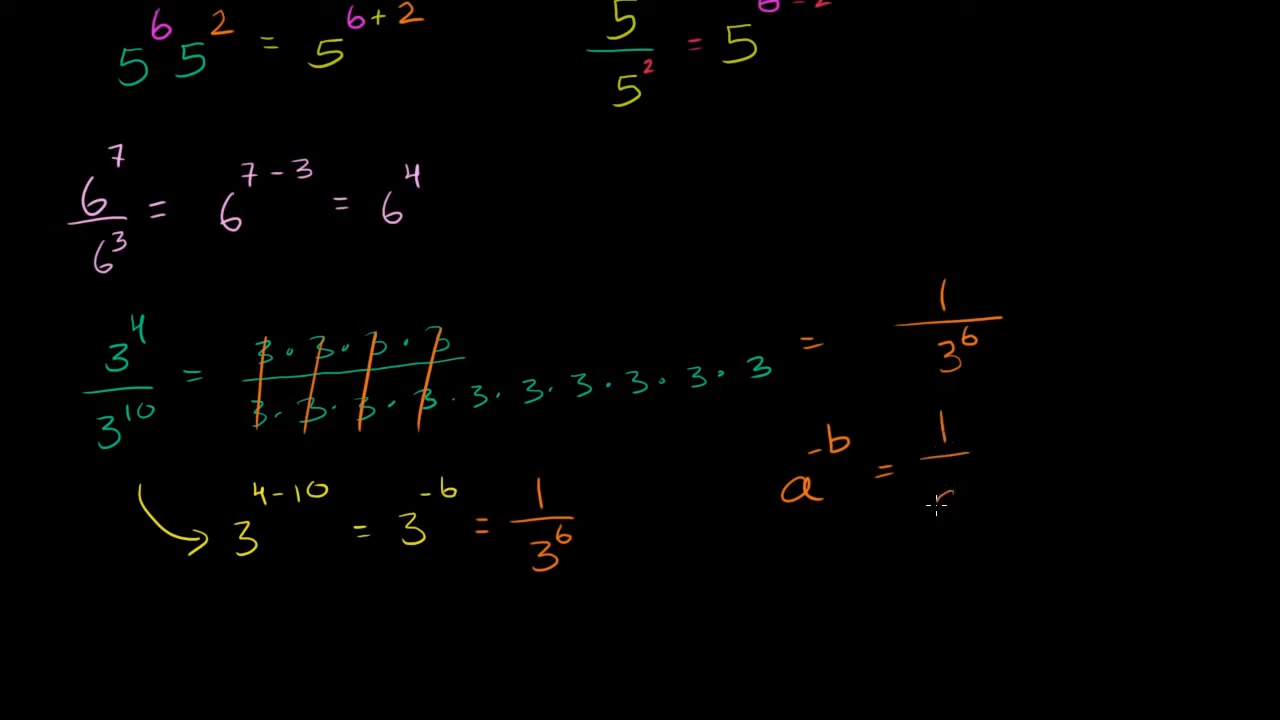 5^6 5^2 = 5^(6+2)
5/5^2 = 5^(6-2)
6^7/6^3 = 6^(7-3) = 6^4
3^4/3^10 = 3·3·3·3/3·3·3·3·3·3·3·3·3·3 = 1/3^6
3^(4-10) = 3^-6 = 1/3^6
a^-b = 1/